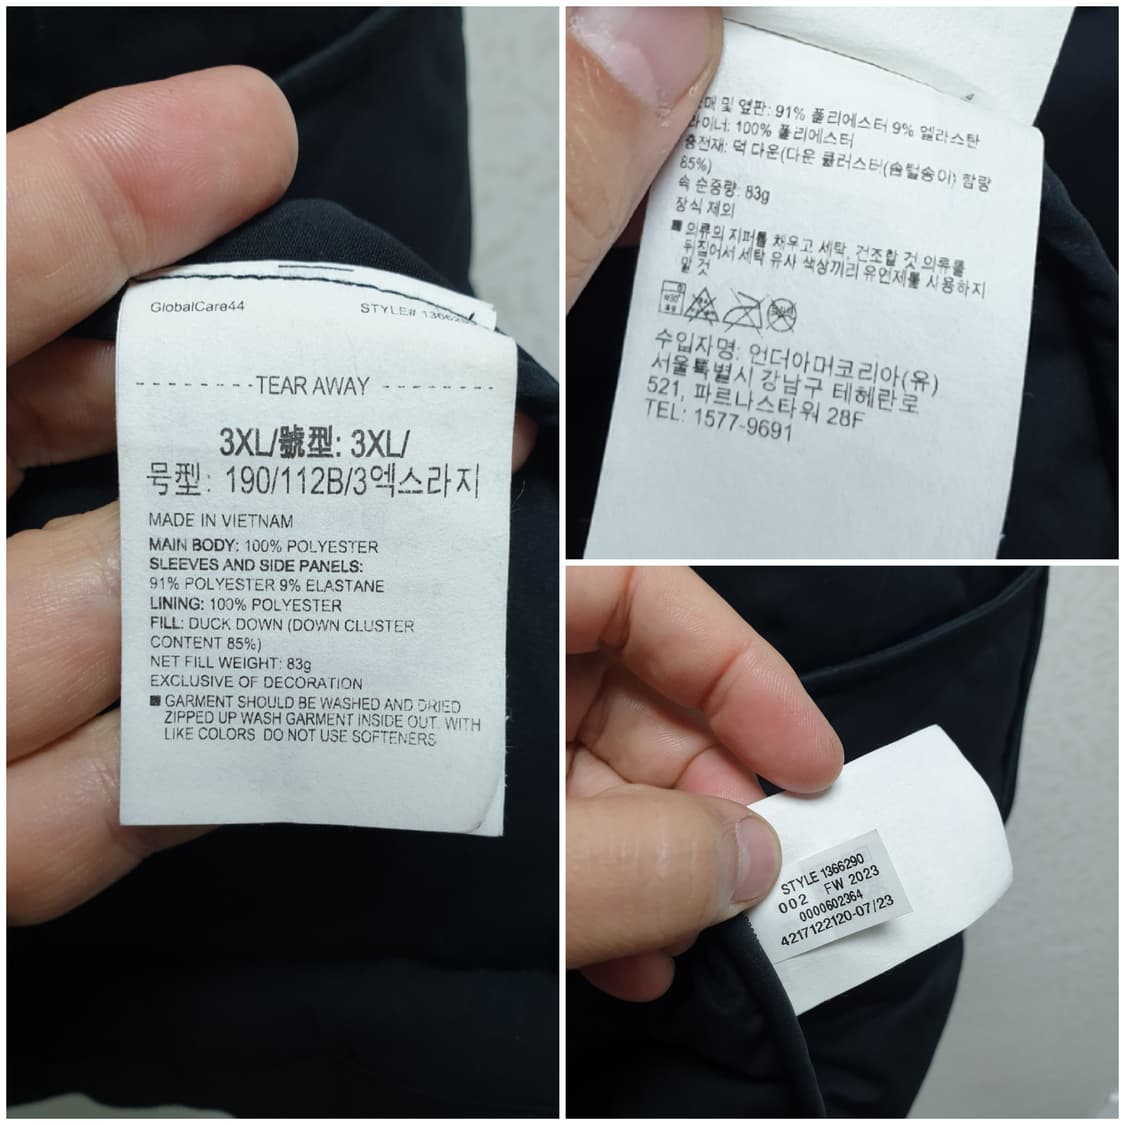 GlobalCare44
STYLE# 13662
TEAR AWAY
3XL/號型: 3XL/
号型: 190/112B/3엑스라지
MADE IN VIETNAM
MAIN BODY: 100% POLYESTER
SLEEVES AND SIDE PANELS:
91% POLYESTER 9% ELASTANE
LINING: 100% POLYESTER
FILL: DUCK DOWN (DOWN CLUSTER
CONTENT 85%)
NET FILL WEIGHT: 83g
EXCLUSIVE OF DECORATION
■ GARMENT SHOULD BE WASHED AND DRIED
ZIPPED UP WASH GARMENT INSIDE OUT. WITH
LIKE COLORS DO NOT USE SOFTENERS
및 옆판: 91% 폴리에스터 9% 엘라스탄
100% 폴리에스터
충전재: 덕 다운(다운 클러스터(솜털송이) 함량
85%)
속 순중량: 83g
장식 제외
■ 의류의 지퍼를 채우고 세탁, 건조할 것 의류를
뒤집어서 세탁 유사 색상끼리 유연제를 사용하지
말 것
수입자명: 언더아머코리아(유)
서울특별시 강남구 테헤란로
521, 파르나스타워 28F
TEL: 1577-9691
STYLE 1366290
002 FW 2023
0000602364
4217122120-07/23